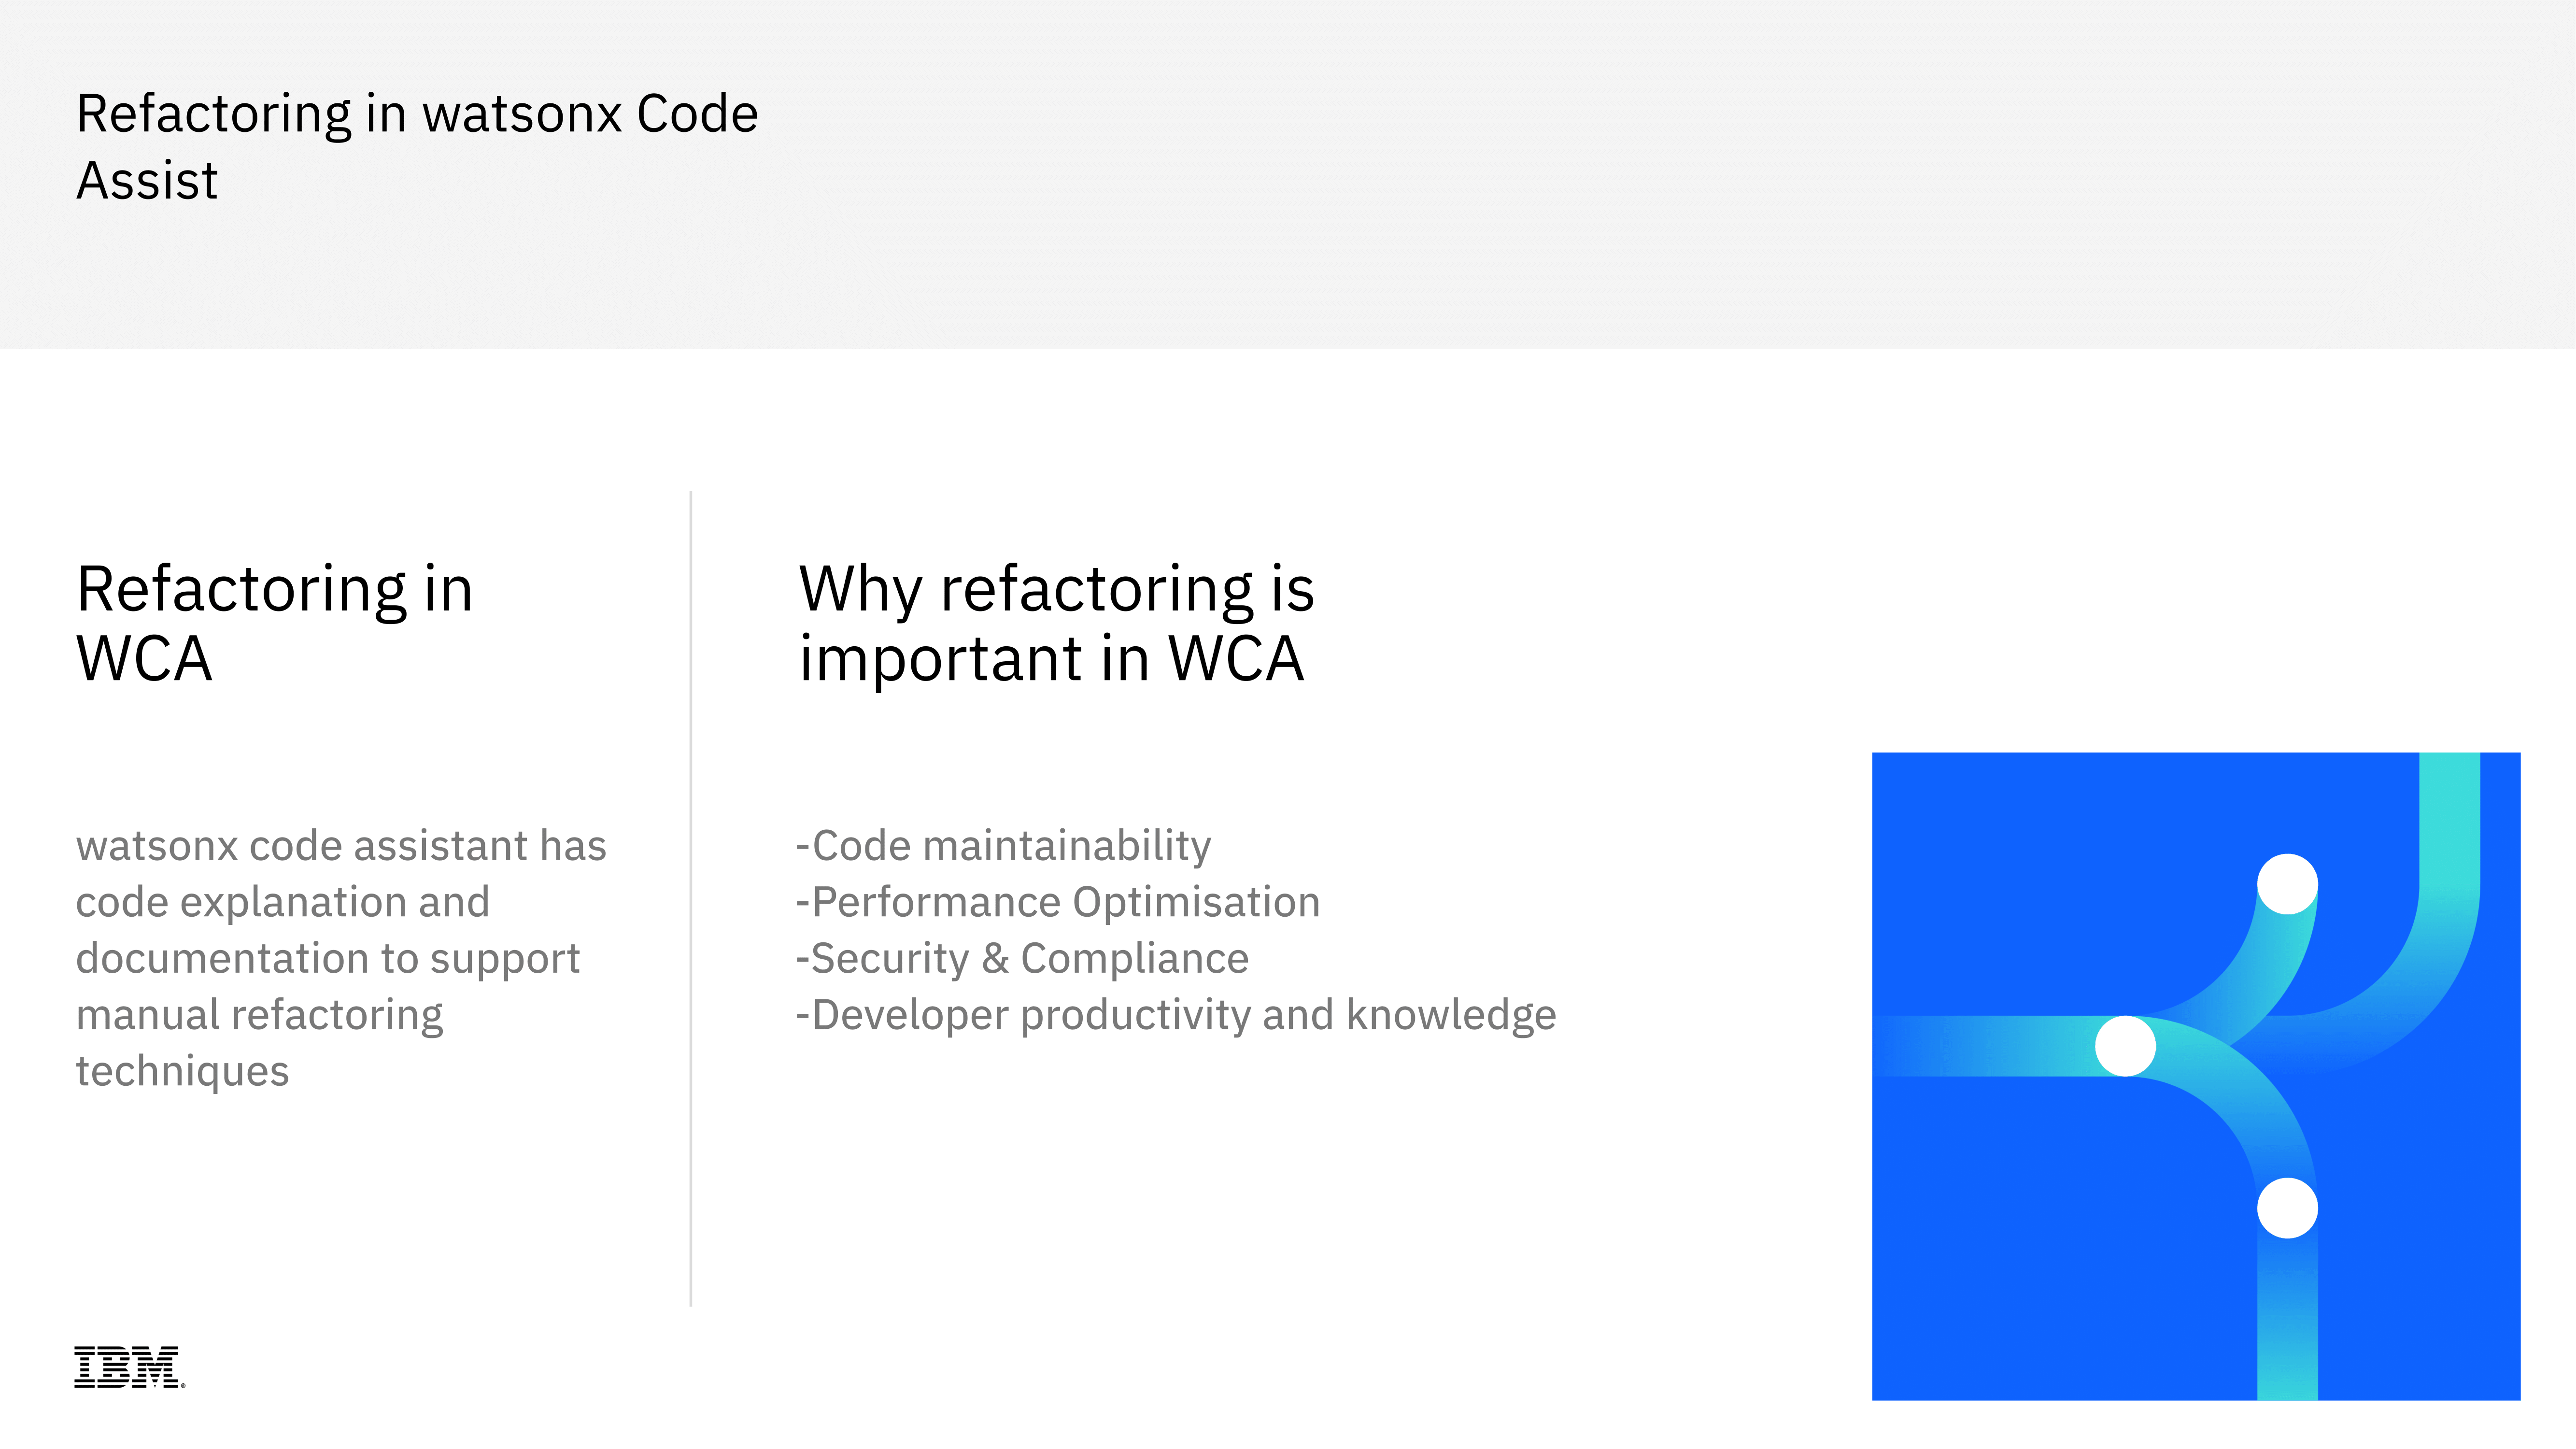 Refactoring in watsonx Code
Assist
Refactoring in
WCA
watsonx code assistant has
code explanation and
documentation to support
manual refactoring
techniques
Why refactoring is
important in WCA
-Code maintainability
-Performance Optimisation
-Security & Compliance
-Developer productivity and knowledge
IBM®